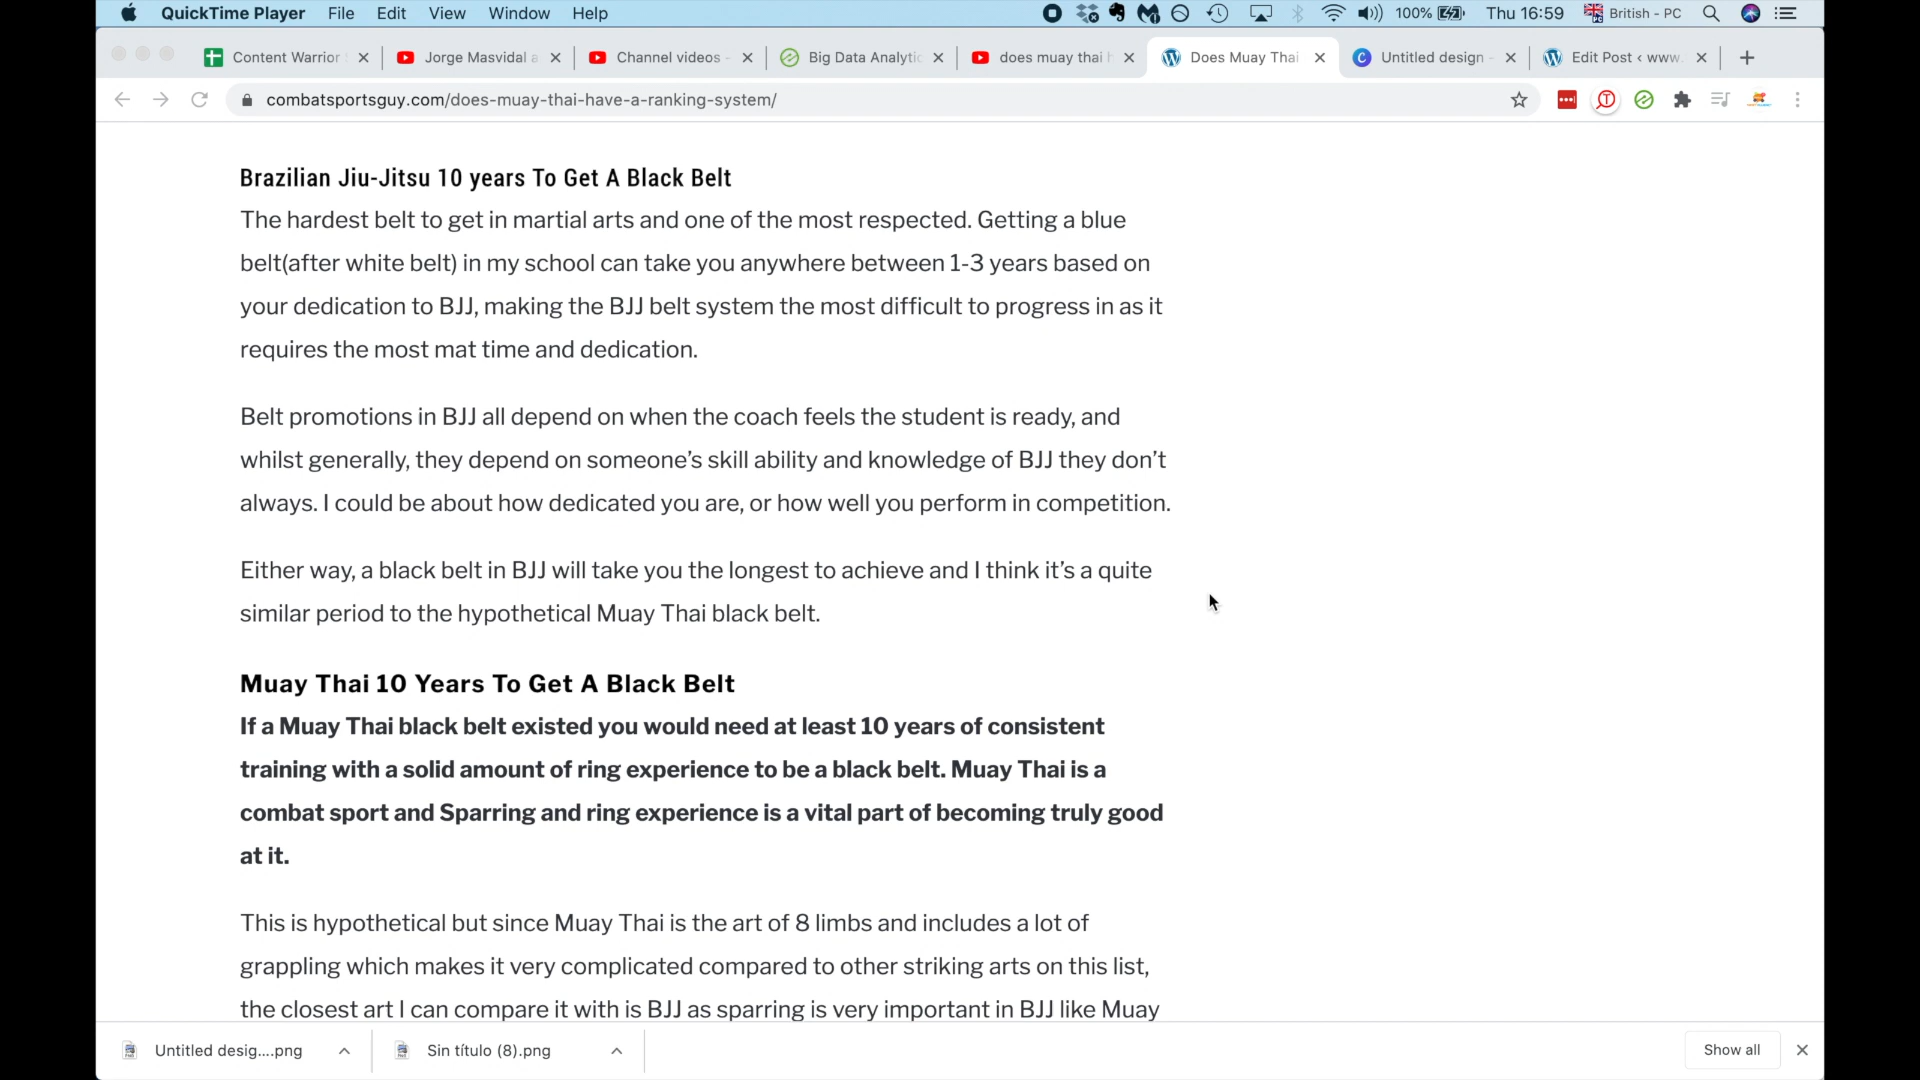 QuickTime Player File Edit View Window Help 100% Thu 16:59 British - PC
Content Warrior Jorge Masvidal a Channel videos - Big Data Analytic does muay thai h Does Muay Thai Untitled design - Edit Post ‹ www.
combatsportsguy.com/does-muay-thai-have-a-ranking-system/
Brazilian Jiu-Jitsu 10 years To Get A Black Belt
The hardest belt to get in martial arts and one of the most respected. Getting a blue
belt(after white belt) in my school can take you anywhere between 1-3 years based on
your dedication to BJJ, making the BJJ belt system the most difficult to progress in as it
requires the most mat time and dedication.
Belt promotions in BJJ all depend on when the coach feels the student is ready, and
whilst generally, they depend on someone’s skill ability and knowledge of BJJ they don’t
always. I could be about how dedicated you are, or how well you perform in competition.
Either way, a black belt in BJJ will take you the longest to achieve and I think it’s a quite
similar period to the hypothetical Muay Thai black belt.
Muay Thai 10 Years To Get A Black Belt
If a Muay Thai black belt existed you would need at least 10 years of consistent
training with a solid amount of ring experience to be a black belt. Muay Thai is a
combat sport and Sparring and ring experience is a vital part of becoming truly good
at it.
This is hypothetical but since Muay Thai is the art of 8 limbs and includes a lot of
grappling which makes it very complicated compared to other striking arts on this list,
the closest art I can compare it with is BJJ as sparring is very important in BJJ like Muay
Untitled desig....png Sin título (8).png Show all